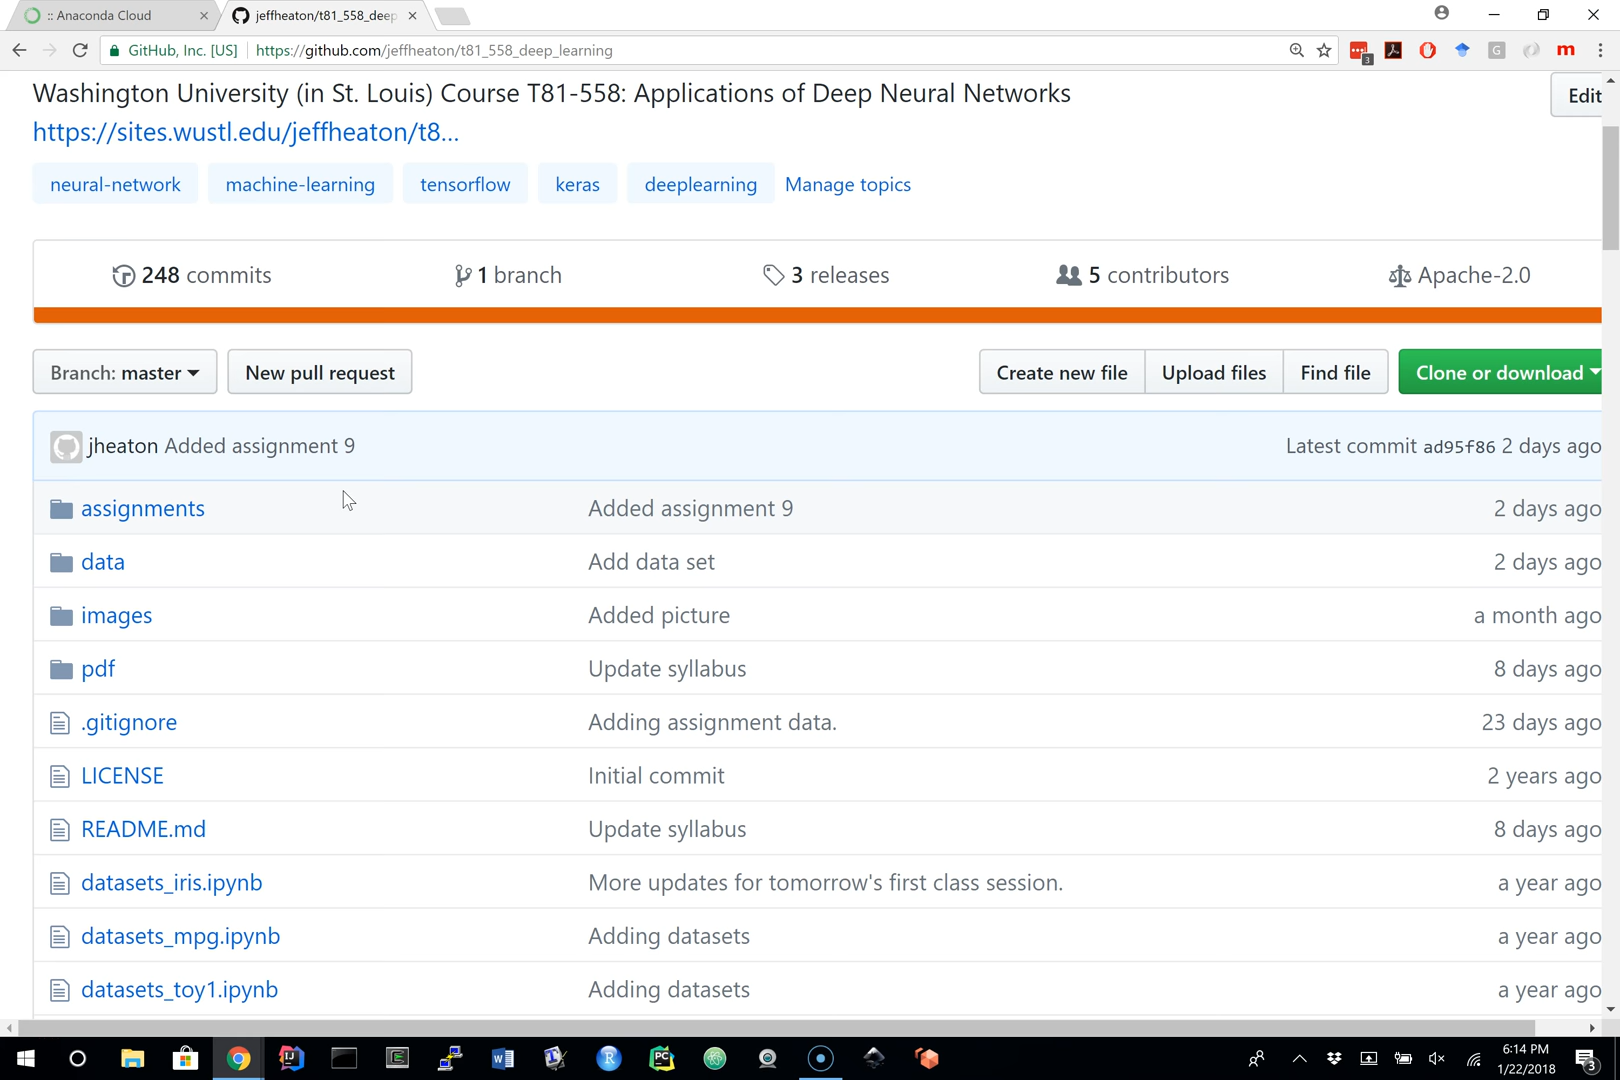 :: Anaconda Cloud
jeffheaton/t81_558_deep
GitHub, Inc. [US]
https://github.com/jeffheaton/t81_558_deep_learning
3
G
m
Washington University (in St. Louis) Course T81-558: Applications of Deep Neural Networks
Edit
https://sites.wustl.edu/jeffheaton/t8...
neural-network machine-learning tensorflow keras deeplearning Manage topics
248 commits 1 branch 3 releases 5 contributors Apache-2.0
Branch: master New pull request Create new file Upload files Find file Clone or download
jheaton Added assignment 9 Latest commit ad95f86 2 days ago
assignments Added assignment 9 2 days ago
data Add data set 2 days ago
images Added picture a month ago
pdf Update syllabus 8 days ago
.gitignore Adding assignment data. 23 days ago
LICENSE Initial commit 2 years ago
README.md Update syllabus 8 days ago
datasets_iris.ipynb More updates for tomorrow's first class session. a year ago
datasets_mpg.ipynb Adding datasets a year ago
datasets_toy1.ipynb Adding datasets a year ago
IJ
W
R
PC
6:14 PM
1/22/2018
3